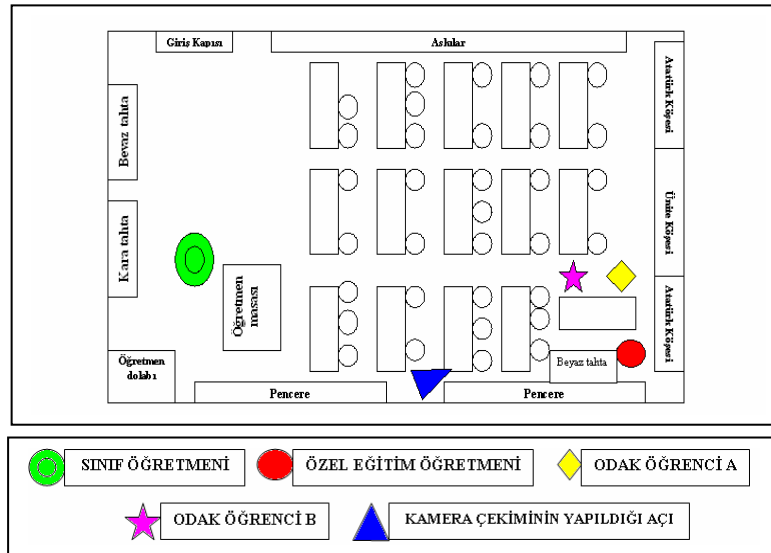 Giriş Kapısı
Askılar
Beyaz tahta
Kara tahta
Öğretmen
masası
Öğretmen
dolabı
Pencere
Pencere
Beyaz tahta
Atatürk Köşesi
Ünite Köşesi
Atatürk Köşesi
SINIF ÖĞRETMENİ
ÖZEL EĞİTİM ÖĞRETMENİ
ODAK ÖĞRENCİ A
ODAK ÖĞRENCİ B
KAMERA ÇEKİMİNİN YAPILDIĞI AÇI